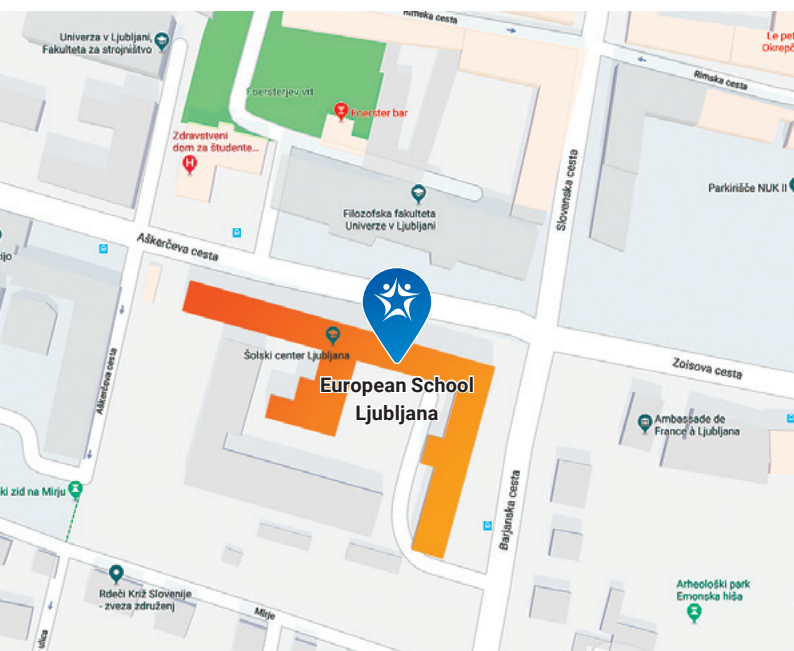 Rimska cesta
Univerza v Ljubljani,
Fakulteta za strojništvo
Le pet
Okrepč
Rimska cesta
Foersterjev vrt
Foerster bar
Zdravstveni
dom za študente...
Slovenska cesta
Parkirišče NUK II
Filozofska fakulteta
Univerze v Ljubljani
Aškerčeva cesta
ijo
Šolski center Ljubljana
European School
Ljubljana
Zoisova cesta
Aškerčeva cesta
Ambassade de
France à Ljubljana
ki zid na Mirju
Barjanska cesta
Rdeči Križ Slovenije
- zveza združenj
Mirje
Arheološki park
Emonska hiša
ulica